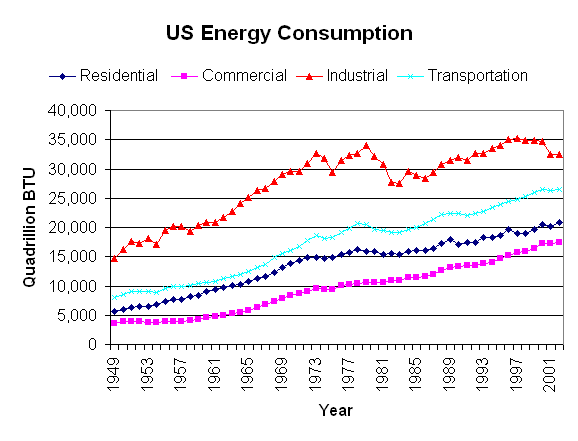 US Energy Consumption
Residential Commercial Industrial Transportation
40,000
35,000
30,000
25,000
20,000
15,000
10,000
5,000
0
Quadrillion BTU
1949 1953 1957 1961 1965 1969 1973 1977 1981 1985 1989 1993 1997 2001
Year